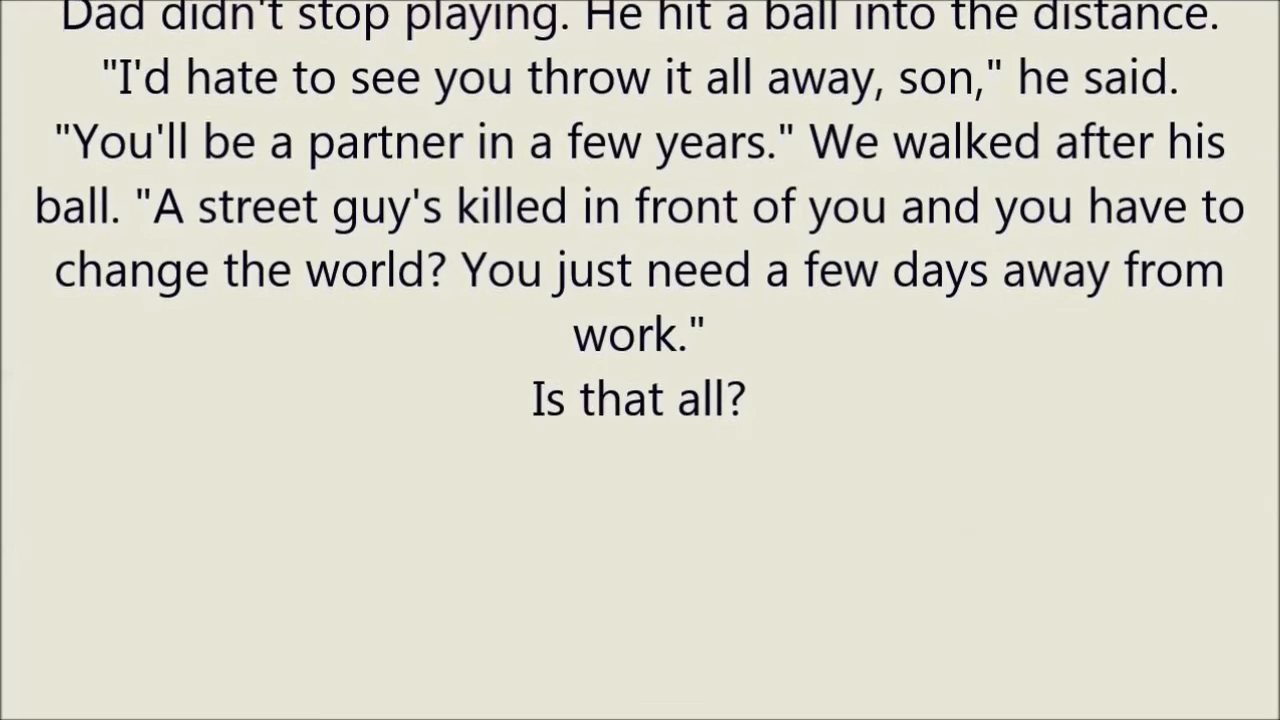 Dad didn't stop playing. He hit a ball into the distance.
"I'd hate to see you throw it all away, son," he said.
"You'll be a partner in a few years." We walked after his
ball. "A street guy's killed in front of you and you have to
change the world? You just need a few days away from
work."
Is that all?